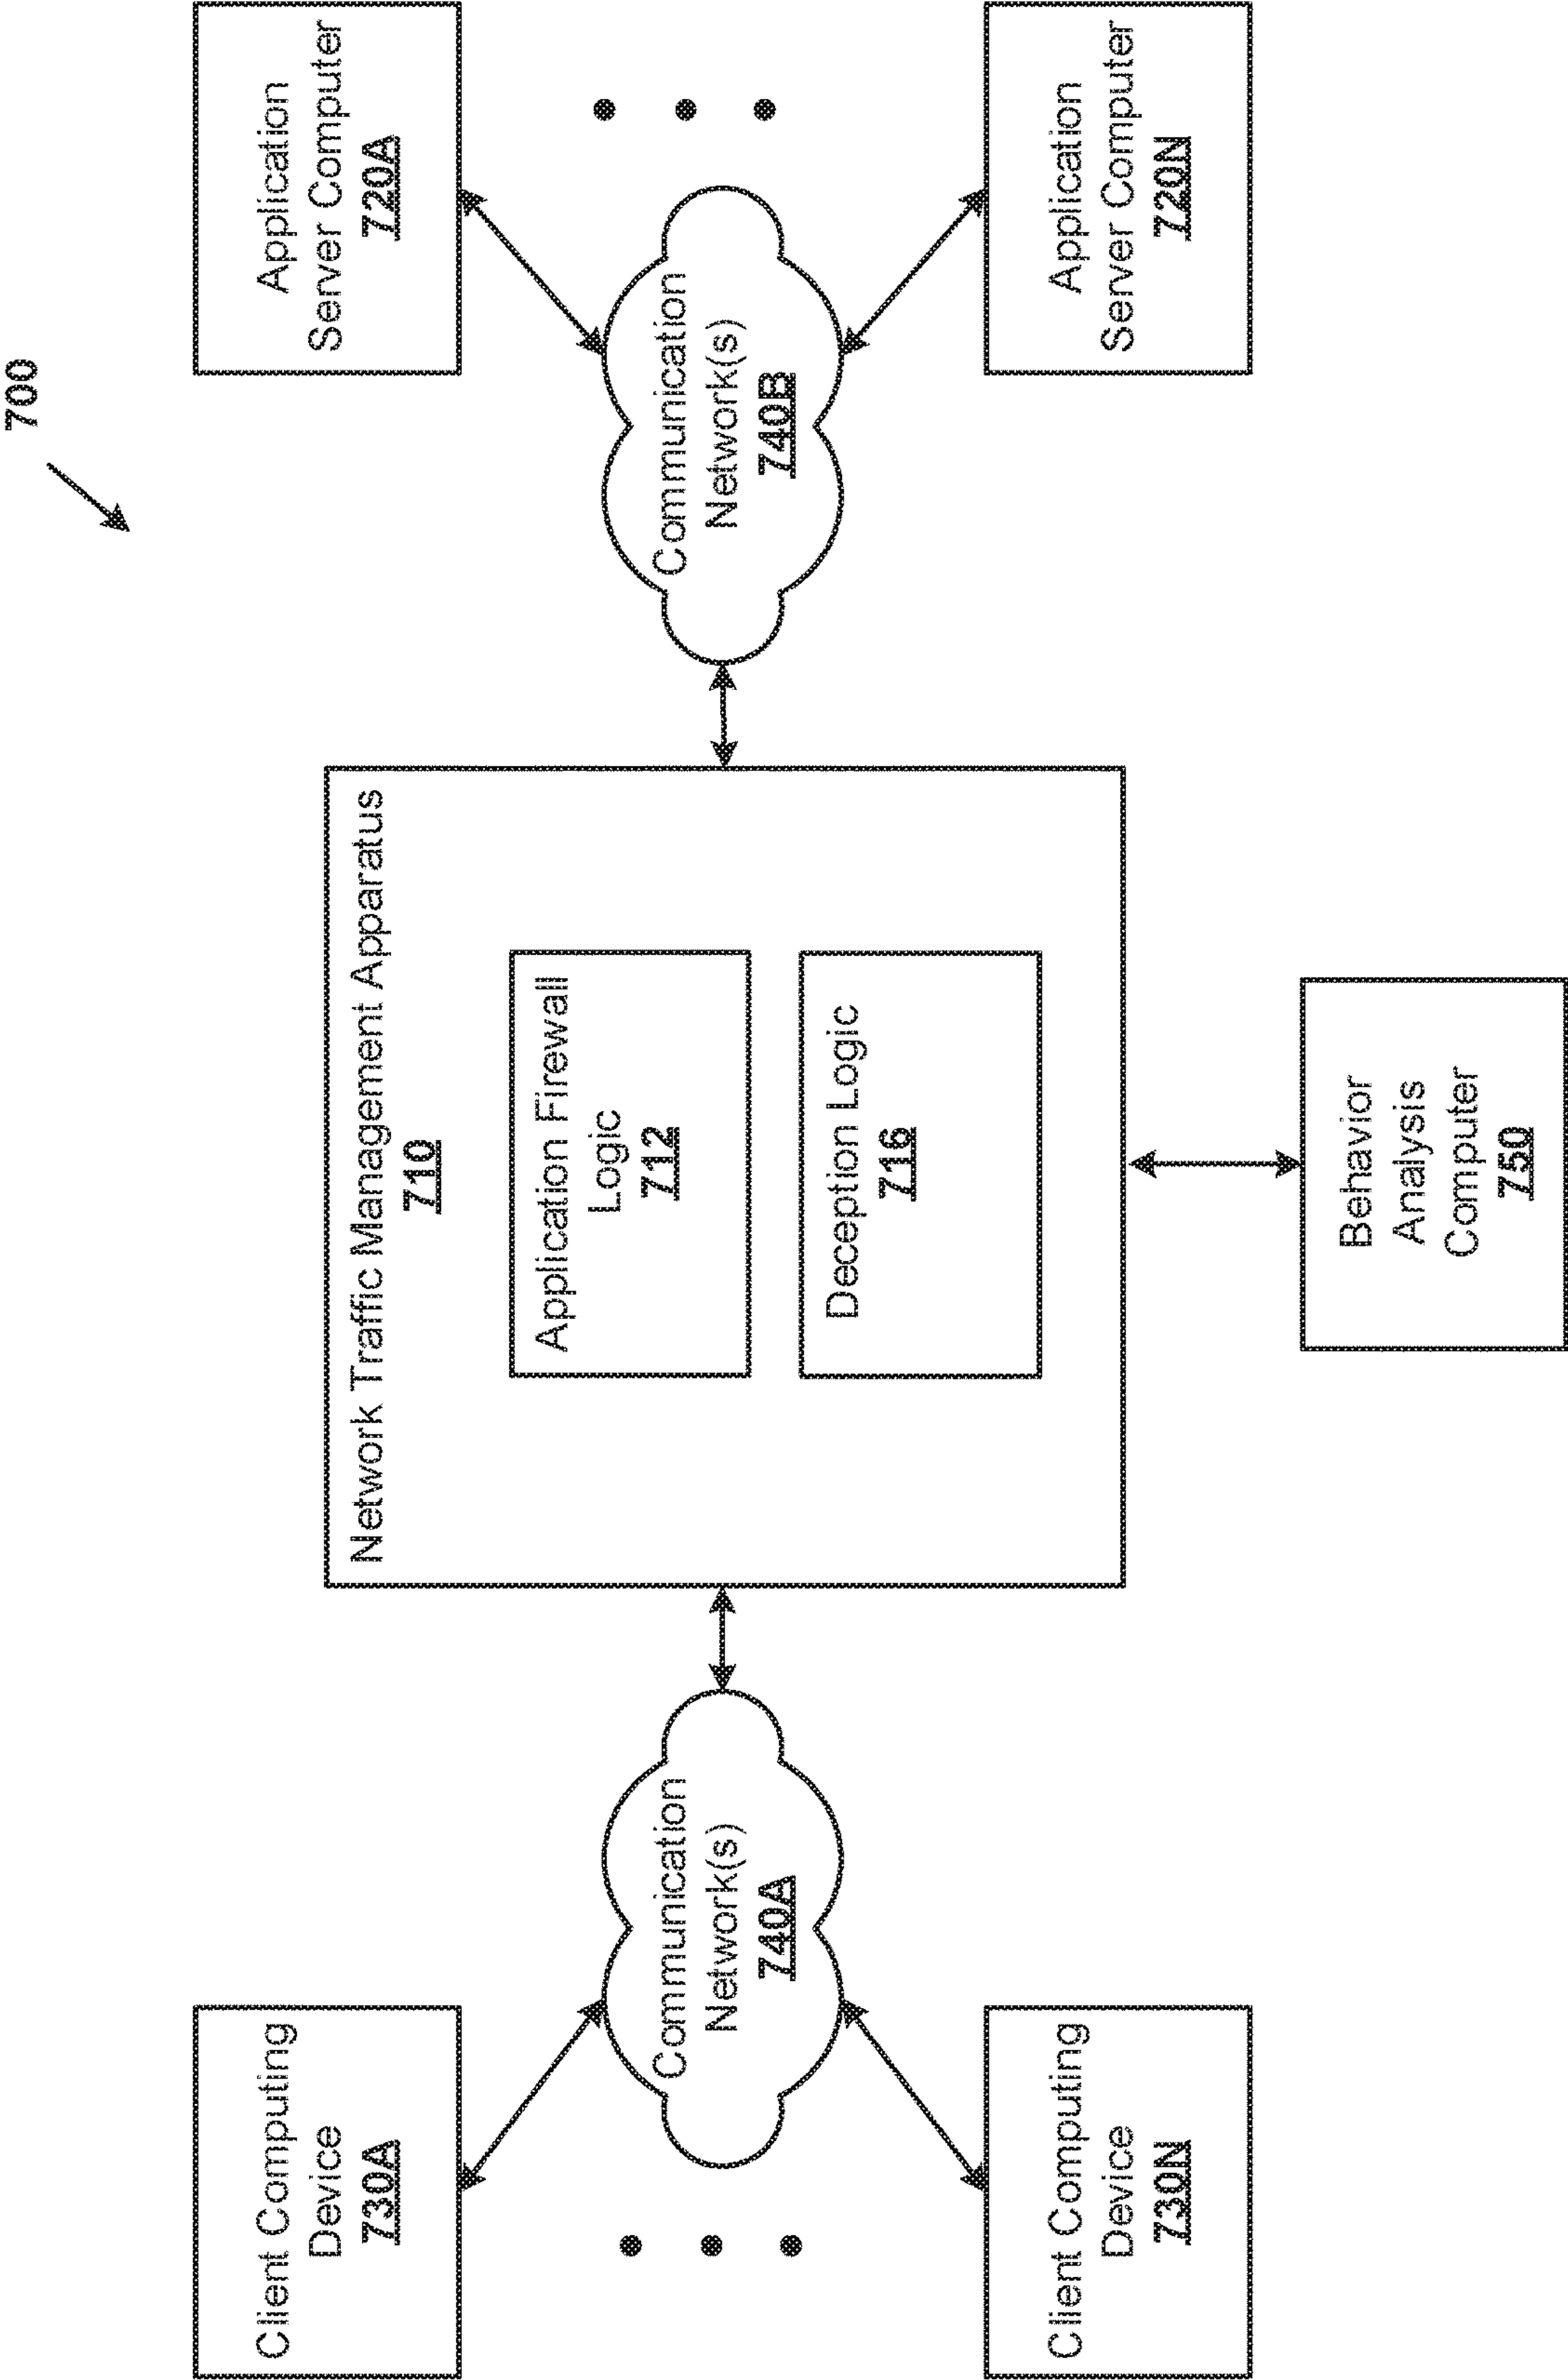 700
Client Computing
Device
730A
Client Computing
Device
730N
Communication
Network(s)
740A
Network Traffic Management Apparatus
710
Application Firewall
Logic
712
Deception Logic
716
Behavior
Analysis
Computer
750
Communication
Network(s)
740B
Application
Server Computer
720A
Application
Server Computer
720N